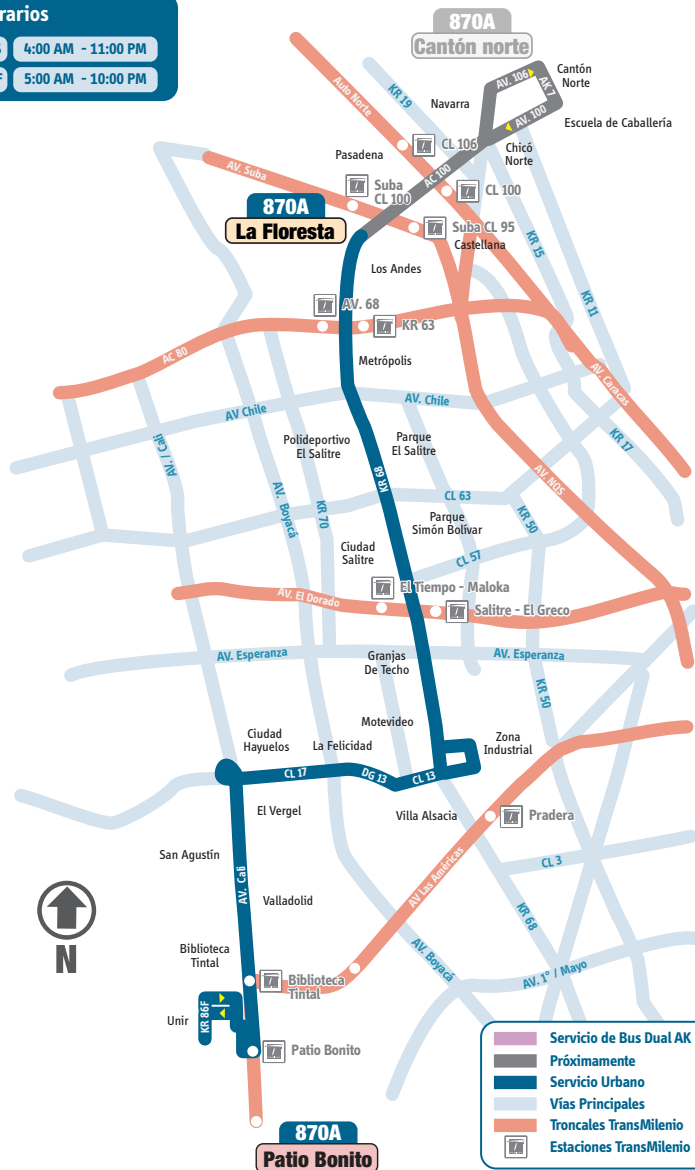 rarios
4:00 AM - 11:00 PM
5:00 AM - 10:00 PM
870A
Cantón norte
Cantón
Norte
AV. 106
AK 7
AV. 100
Escuela de Caballería
Auto Norte
KR 19
Navarra
CL 106
Chicó
Norte
Pasadena
AC 100
CL 100
AV. Suba
Suba
CL 100
870A
La Floresta
Suba CL 95
Castellana
KR 15
KR 11
Los Andes
AV. 68
KR 63
AC 80
Metrópolis
AV. Caracas
AV Chile
AV. Chile
KR 17
AV. / Cali
Polideportivo
El Salitre
Parque
El Salitre
KR 68
AV. NQS
AV. Boyacá
KR 70
CL 63
KR 50
Parque
Simón Bolívar
Ciudad
Salitre
CL 57
El Tiempo - Maloka
AV. El Dorado
Salitre - El Greco
AV. Esperanza
Granjas
De Techo
AV. Esperanza
KR 50
Motevideo
Ciudad
Hayuelos
La Felicidad
Zona
Industrial
CL 17
DG 13
CL 13
El Vergel
Villa Alsacia
Pradera
San Agustín
AV. Cali
AV Las Américas
CL 3
Valladolid
KR 68
N
Biblioteca
Tintal
AV. Boyacá
AV. 1° / Mayo
Biblioteca
Tintal
KR 86F
Unir
Patio Bonito
870A
Patio Bonito
Servicio de Bus Dual AK
Próximamente
Servicio Urbano
Vías Principales
Troncales TransMilenio
Estaciones TransMilenio